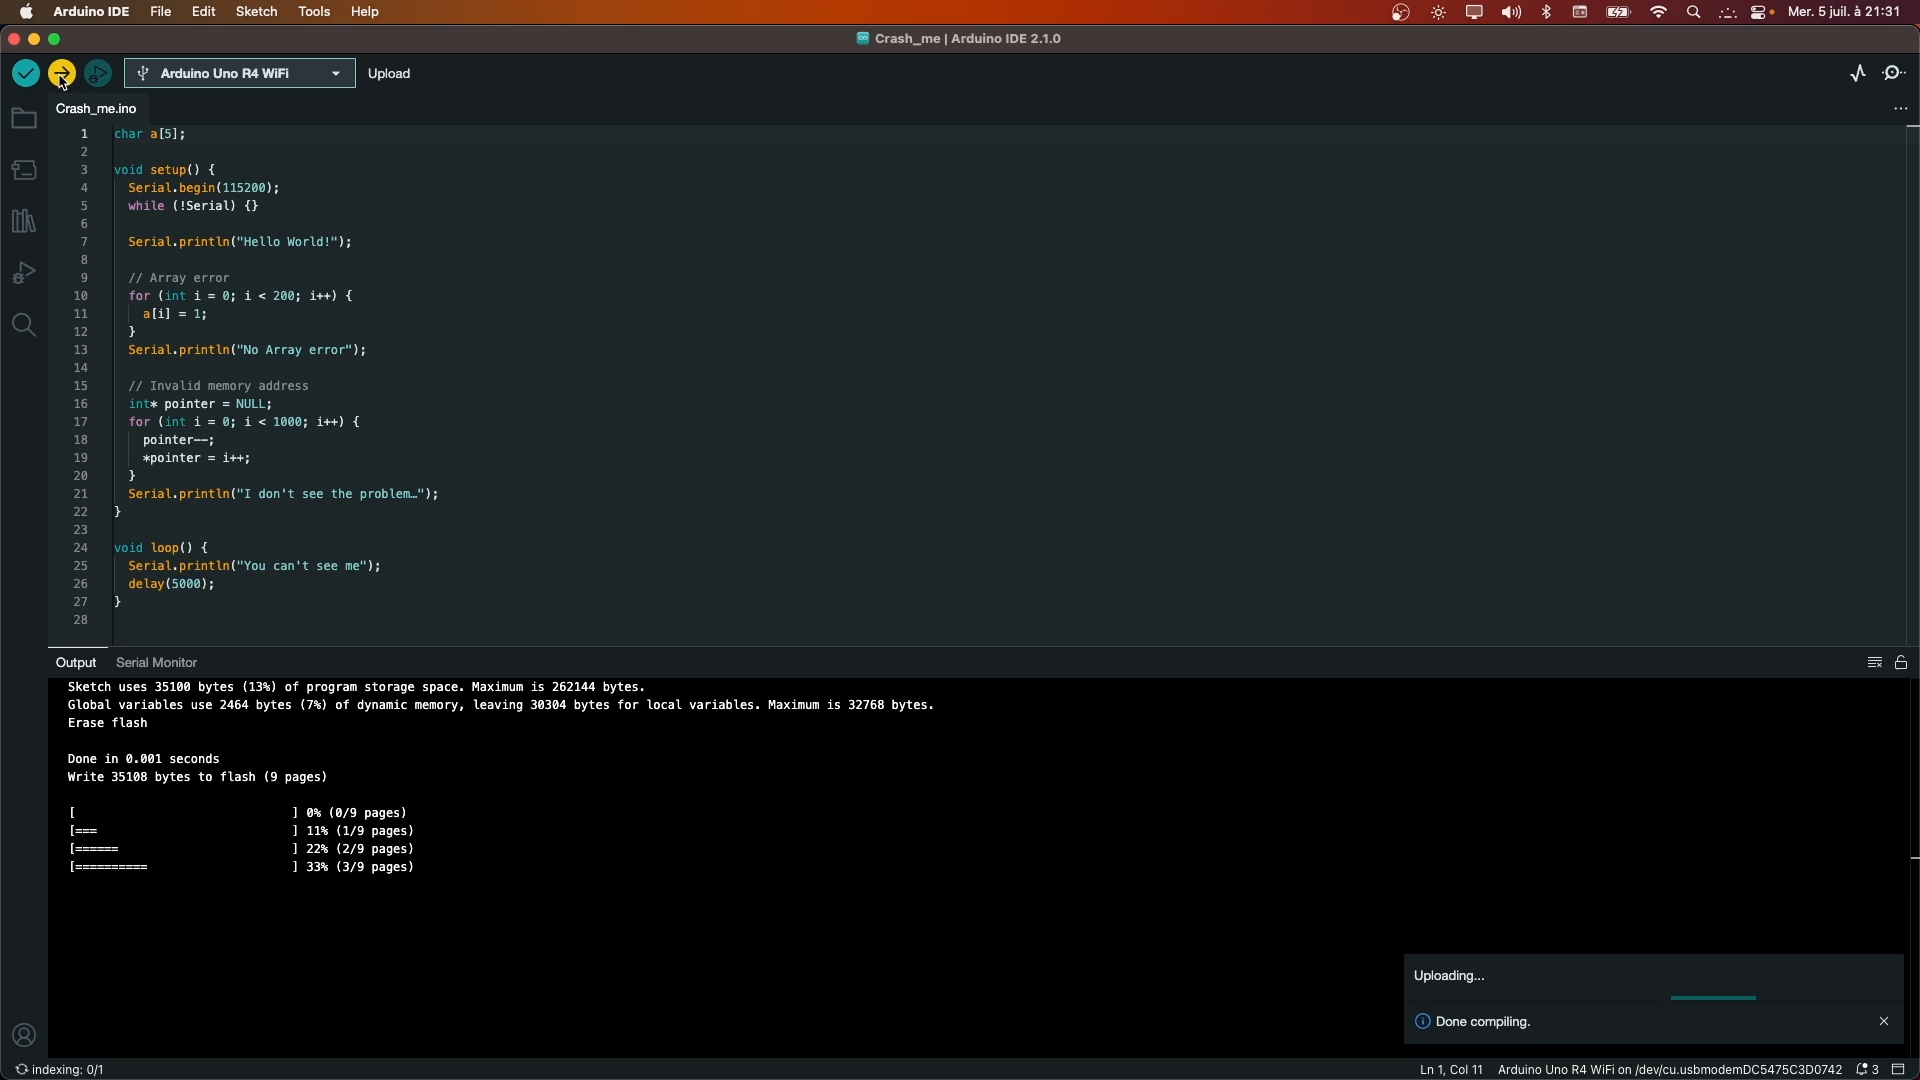 Arduino IDE File Edit Sketch Tools Help Mer. 5 juil. à 21:31
Crash_me | Arduino IDE 2.1.0
Arduino Uno R4 WiFi Upload
Crash_me.ino
1 char a[5];
2
3 void setup() {
4 Serial.begin(115200);
5 while (!Serial) {}
6
7 Serial.println("Hello World!");
8
9 // Array error
10 for (int i = 0; i < 200; i++) {
11 a[i] = 1;
12 }
13 Serial.println("No Array error");
14
15 // Invalid memory address
16 int* pointer = NULL;
17 for (int i = 0; i < 1000; i++) {
18 pointer--;
19 *pointer = i++;
20 }
21 Serial.println("I don't see the problem…");
22 }
23
24 void loop() {
25 Serial.println("You can't see me");
26 delay(5000);
27 }
28
Output Serial Monitor
Sketch uses 35100 bytes (13%) of program storage space. Maximum is 262144 bytes.
Global variables use 2464 bytes (7%) of dynamic memory, leaving 30304 bytes for local variables. Maximum is 32768 bytes.
Erase flash
Done in 0.001 seconds
Write 35108 bytes to flash (9 pages)
[                              ] 0% (0/9 pages)
[===                           ] 11% (1/9 pages)
[======                        ] 22% (2/9 pages)
[==========                    ] 33% (3/9 pages)
Uploading...
Done compiling.
indexing: 0/1 Ln 1, Col 11 Arduino Uno R4 WiFi on /dev/cu.usbmodemDC5475C3D0742 3